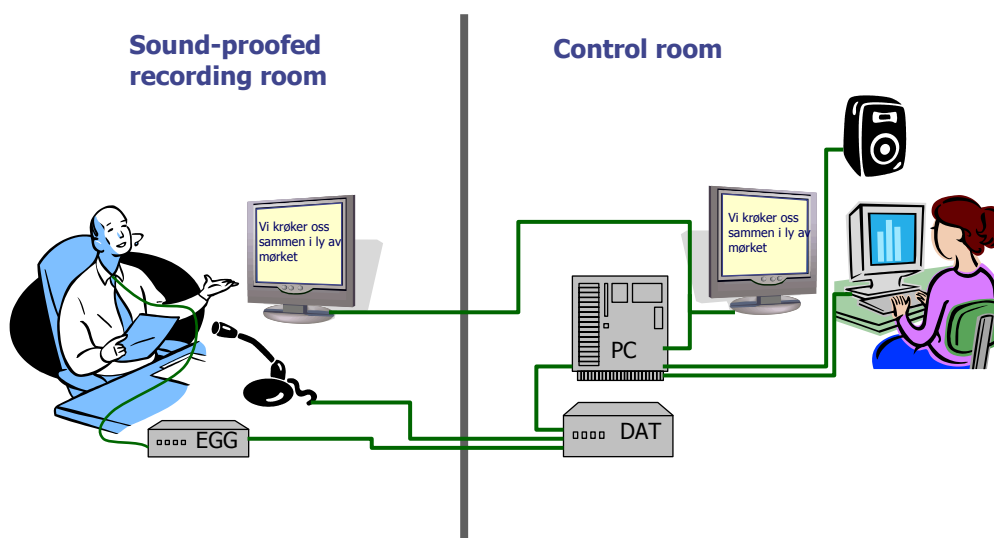 Sound-proofed
recording room
Control room
Vi krøker oss
sammen i ly av
mørket
Vi krøker oss
sammen i ly av
mørket
PC
EGG
DAT